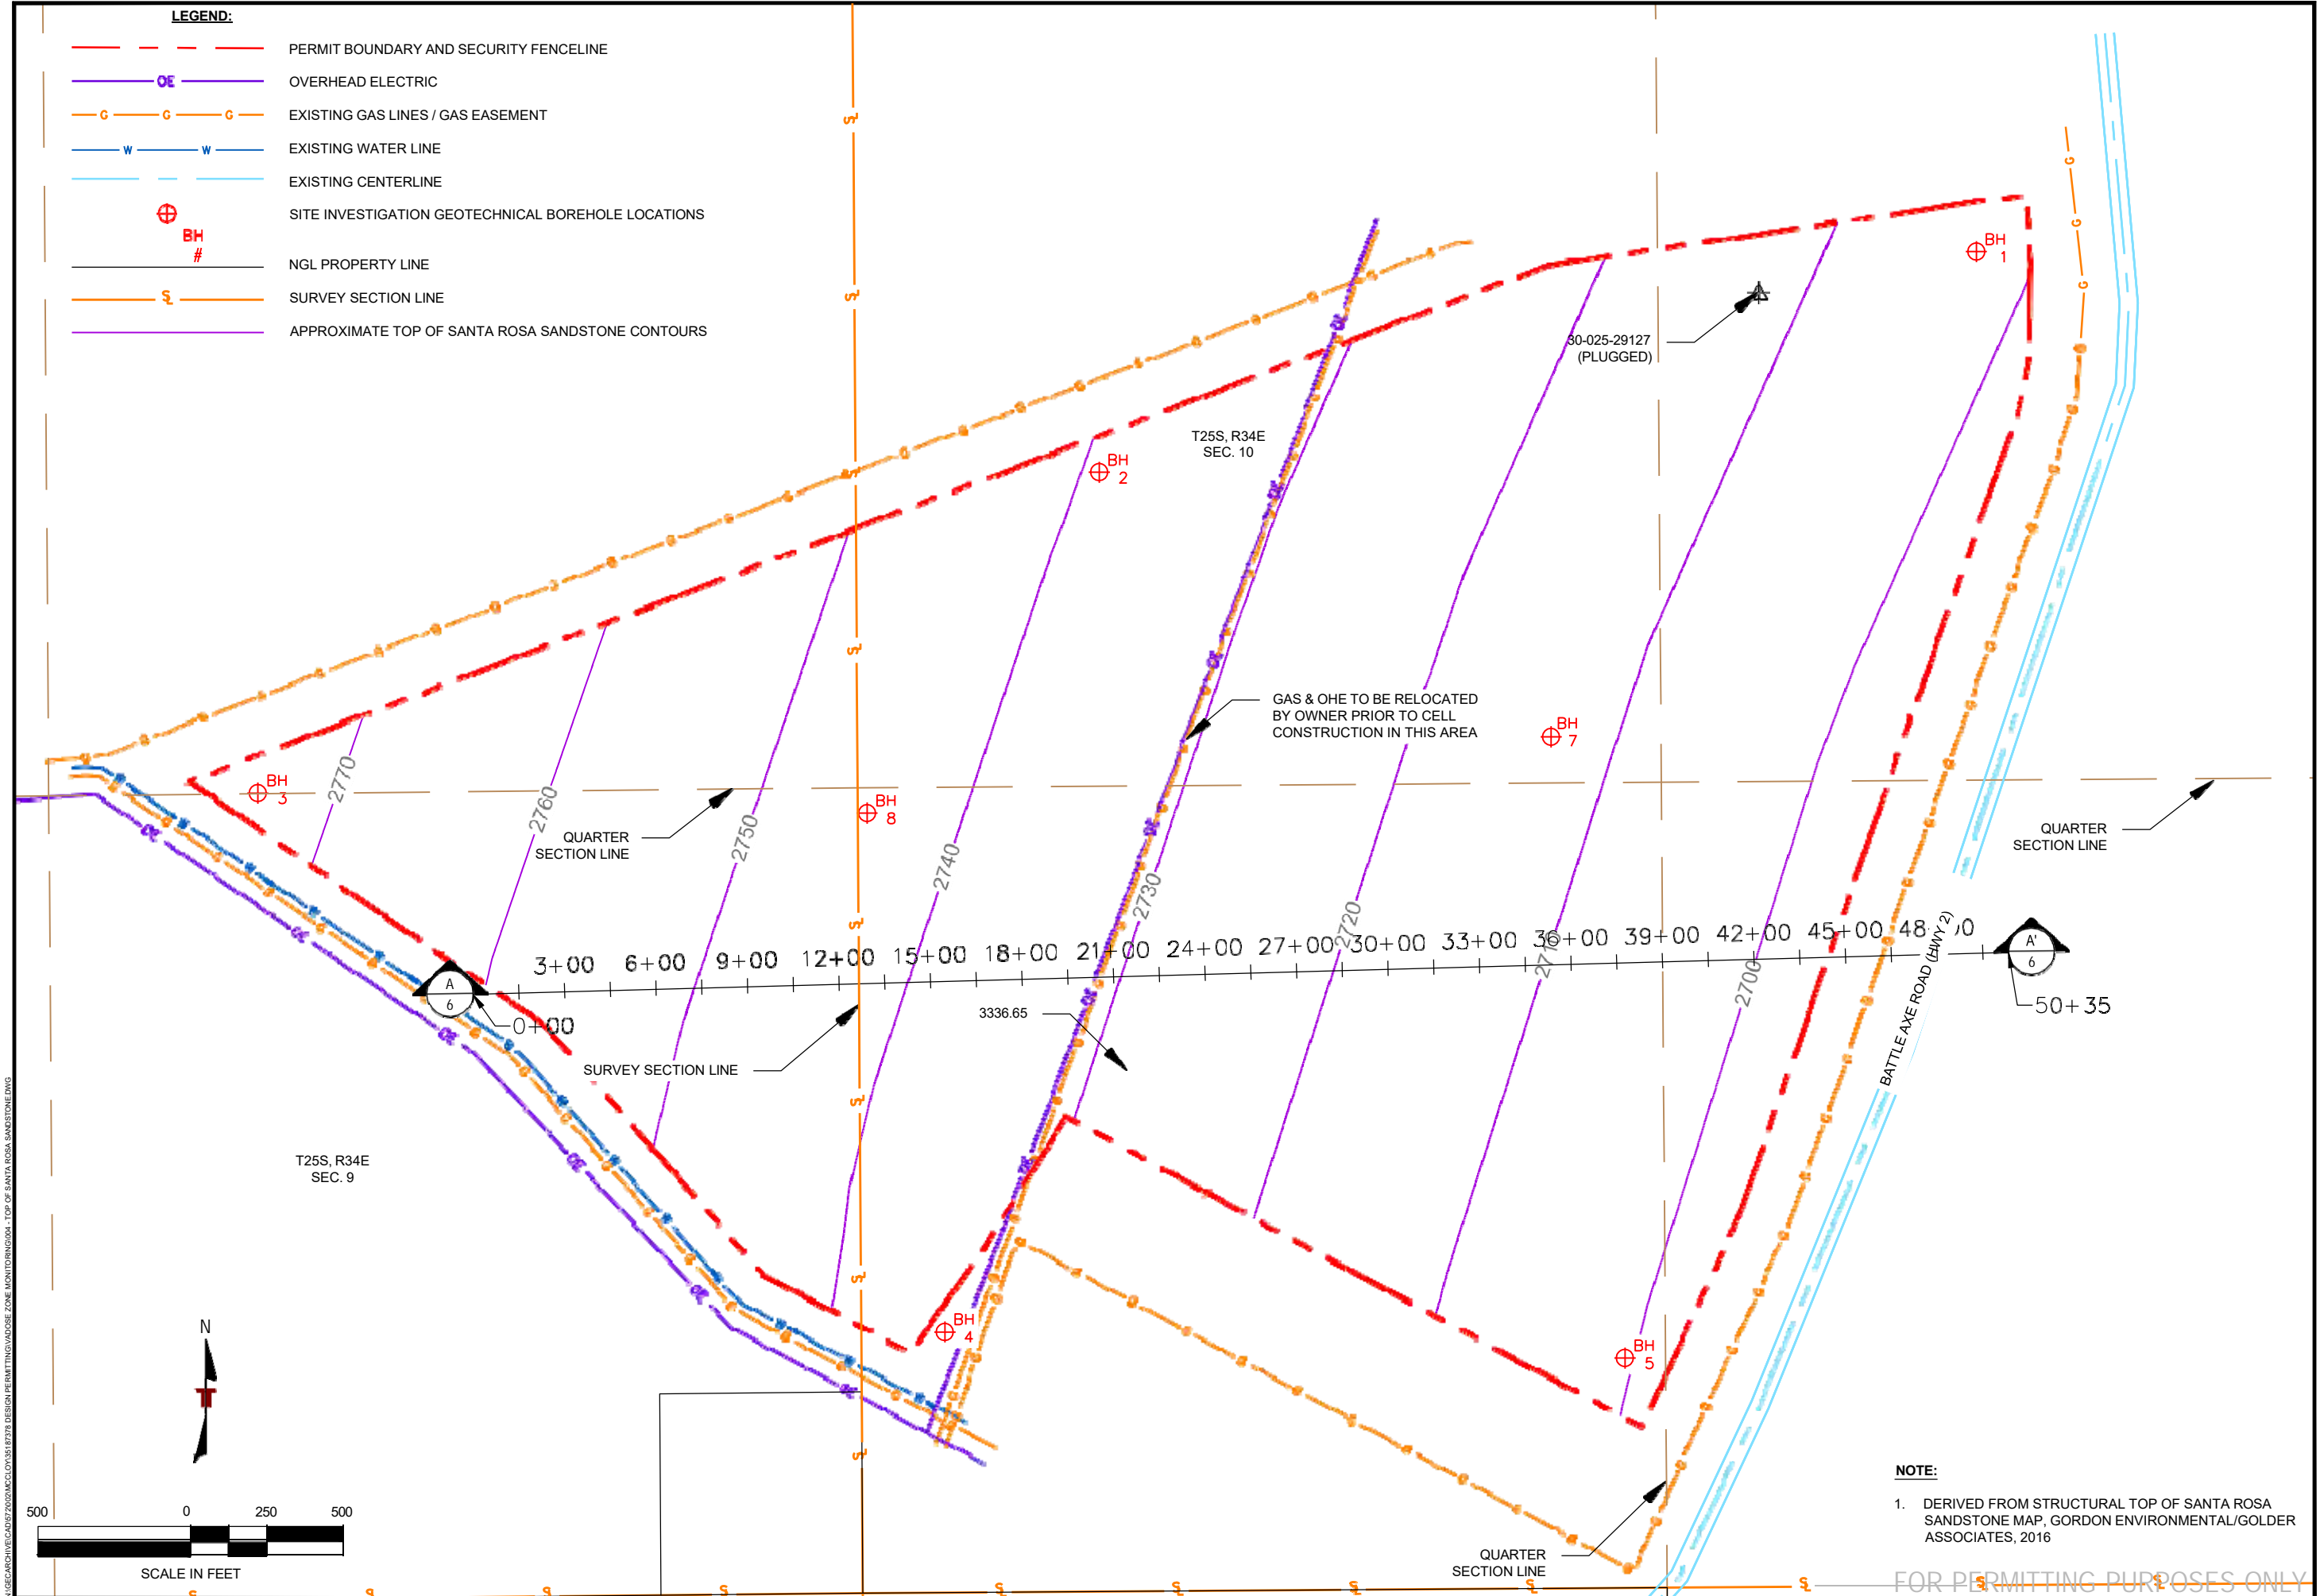 LEGEND:
PERMIT BOUNDARY AND SECURITY FENCELINE
OE
OVERHEAD ELECTRIC
G G G
EXISTING GAS LINES / GAS EASEMENT
W W
EXISTING WATER LINE
EXISTING CENTERLINE
SITE INVESTIGATION GEOTECHNICAL BOREHOLE LOCATIONS
BH
#
NGL PROPERTY LINE
SURVEY SECTION LINE
APPROXIMATE TOP OF SANTA ROSA SANDSTONE CONTOURS
BH
1
30-025-29127
(PLUGGED)
T25S, R34E
SEC. 10
BH
2
GAS & OHE TO BE RELOCATED
BY OWNER PRIOR TO CELL
CONSTRUCTION IN THIS AREA
BH
7
BH
3
BH
8
2770
2760
2750
2740
2730
2720
2700
QUARTER
SECTION LINE
QUARTER
SECTION LINE
3+00 6+00 9+00 12+00 15+00 18+00 21+00 24+00 27+00 30+00 33+00 36+00 39+00 42+00 45+00
A
6
0+00
A'
6
50+35
3336.65
SURVEY SECTION LINE
BATTLE AXE ROAD (HWY 2)
T25S, R34E
SEC. 9
BH
4
BH
5
N
500 0 250 500
SCALE IN FEET
QUARTER
SECTION LINE
NOTE:
1. DERIVED FROM STRUCTURAL TOP OF SANTA ROSA
SANDSTONE MAP, GORDON ENVIRONMENTAL/GOLDER
ASSOCIATES, 2016
FOR PERMITTING PURPOSES ONLY